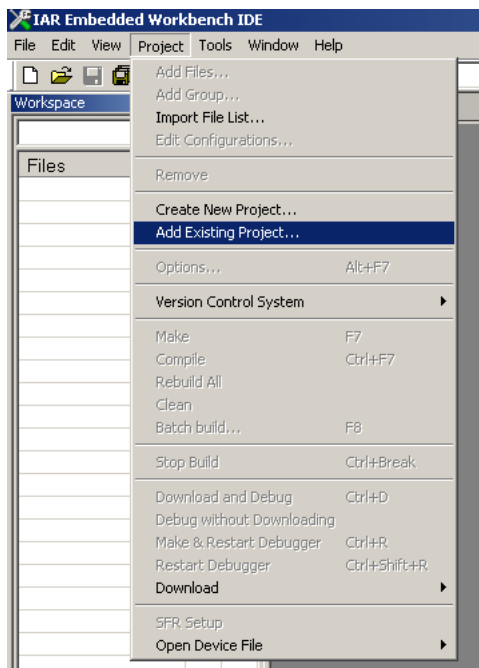 IAR Embedded Workbench IDE
File Edit View Project Tools Window Help
Workspace
Files
Add Files...
Add Group...
Import File List...
Edit Configurations...
Remove
Create New Project...
Add Existing Project...
Options... Alt+F7
Version Control System
Make F7
Compile Ctrl+F7
Rebuild All
Clean
Batch build... F8
Stop Build Ctrl+Break
Download and Debug Ctrl+D
Debug without Downloading
Make & Restart Debugger Ctrl+R
Restart Debugger Ctrl+Shift+R
Download
SFR Setup
Open Device File